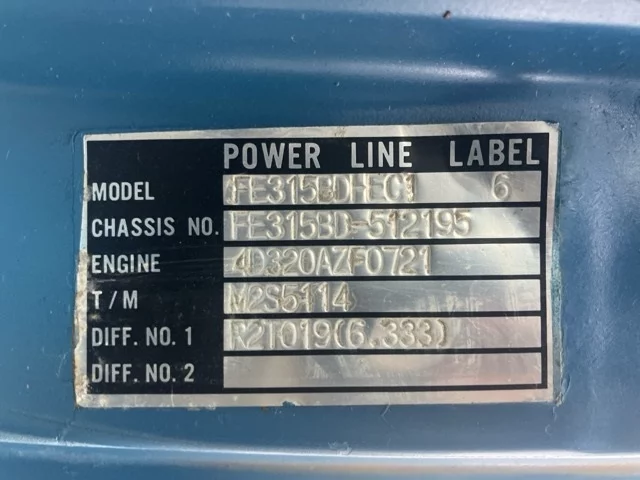 POWER LINE LABEL
MODEL FE315BDHEC1 6
CHASSIS NO. FE315BD-512195
ENGINE 4D320AZF0721
T/M M2S5114
DIFF. NO. 1 R2T019(6.333)
DIFF. NO. 2